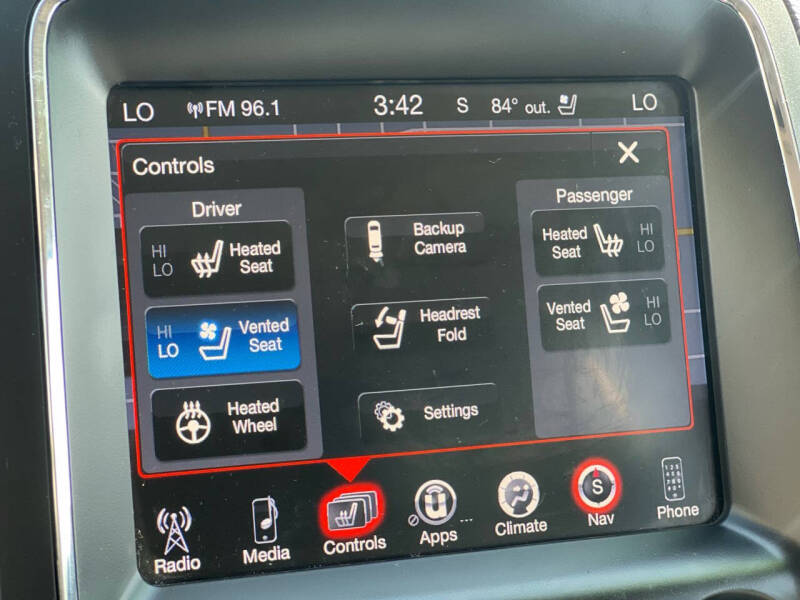 LO FM 96.1 3:42 S 84° out. LO
Controls
Driver
HI Heated
LO Seat
HI Vented
LO Seat
Heated
Wheel
Backup
Camera
Headrest
Fold
Settings
Passenger
Heated HI
Seat LO
Vented HI
Seat LO
Radio Media Controls Apps ... Climate S Nav Phone